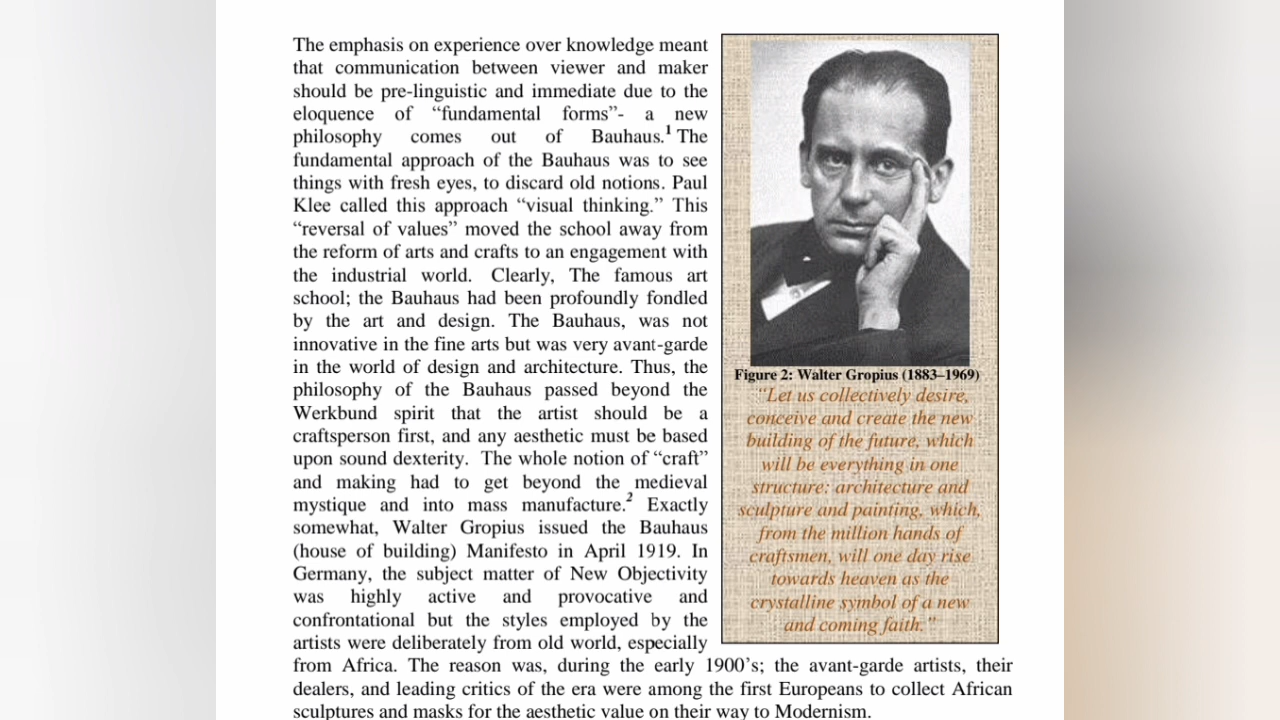 The emphasis on experience over knowledge meant
that communication between viewer and maker
should be pre-linguistic and immediate due to the
eloquence of “fundamental forms”- a new
philosophy comes out of Bauhaus.1 The
fundamental approach of the Bauhaus was to see
things with fresh eyes, to discard old notions. Paul
Klee called this approach “visual thinking.” This
“reversal of values” moved the school away from
the reform of arts and crafts to an engagement with
the industrial world. Clearly, The famous art
school; the Bauhaus had been profoundly fondled
by the art and design. The Bauhaus, was not
innovative in the fine arts but was very avant-garde
in the world of design and architecture. Thus, the
philosophy of the Bauhaus passed beyond the
Werkbund spirit that the artist should be a
craftsperson first, and any aesthetic must be based
upon sound dexterity. The whole notion of “craft”
and making had to get beyond the medieval
mystique and into mass manufacture.2 Exactly
somewhat, Walter Gropius issued the Bauhaus
(house of building) Manifesto in April 1919. In
Germany, the subject matter of New Objectivity
was highly active and provocative and
confrontational but the styles employed by the
artists were deliberately from old world, especially
from Africa. The reason was, during the early 1900’s; the avant-garde artists, their
dealers, and leading critics of the era were among the first Europeans to collect African
sculptures and masks for the aesthetic value on their way to Modernism.
Figure 2: Walter Gropius (1883–1969)
“Let us collectively desire,
conceive and create the new
building of the future, which
will be everything in one
structure: architecture and
sculpture and painting, which,
from the million hands of
craftsmen, will one day rise
towards heaven as the
crystalline symbol of a new
and coming faith.”